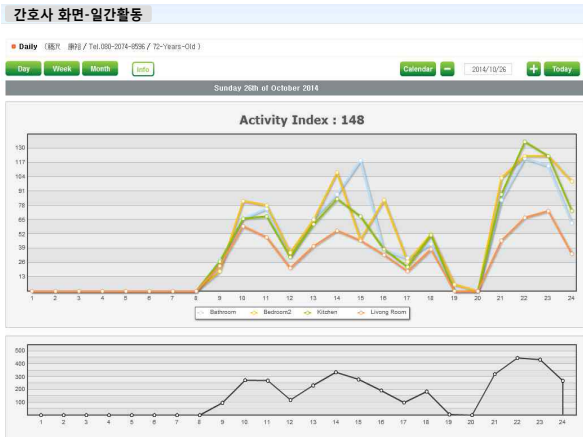 간호사 화면-일간활동
Daily (藤沢 康裕 / Tel.080-2074-8596 / 72-Years-Old )
Day Week Month Info Calendar - 2014/10/26 + Today
Sunday 26th of October 2014
Activity Index : 148
130
117
104
91
78
65
52
39
26
13
1 2 3 4 5 6 7 8 9 10 11 12 13 14 15 16 17 18 19 20 21 22 23 24
Bathroom Bedroom2 Kitchen Livong Room
500
400
300
200
100
1 2 3 4 5 6 7 8 9 10 11 12 13 14 15 16 17 18 19 20 21 22 23 24